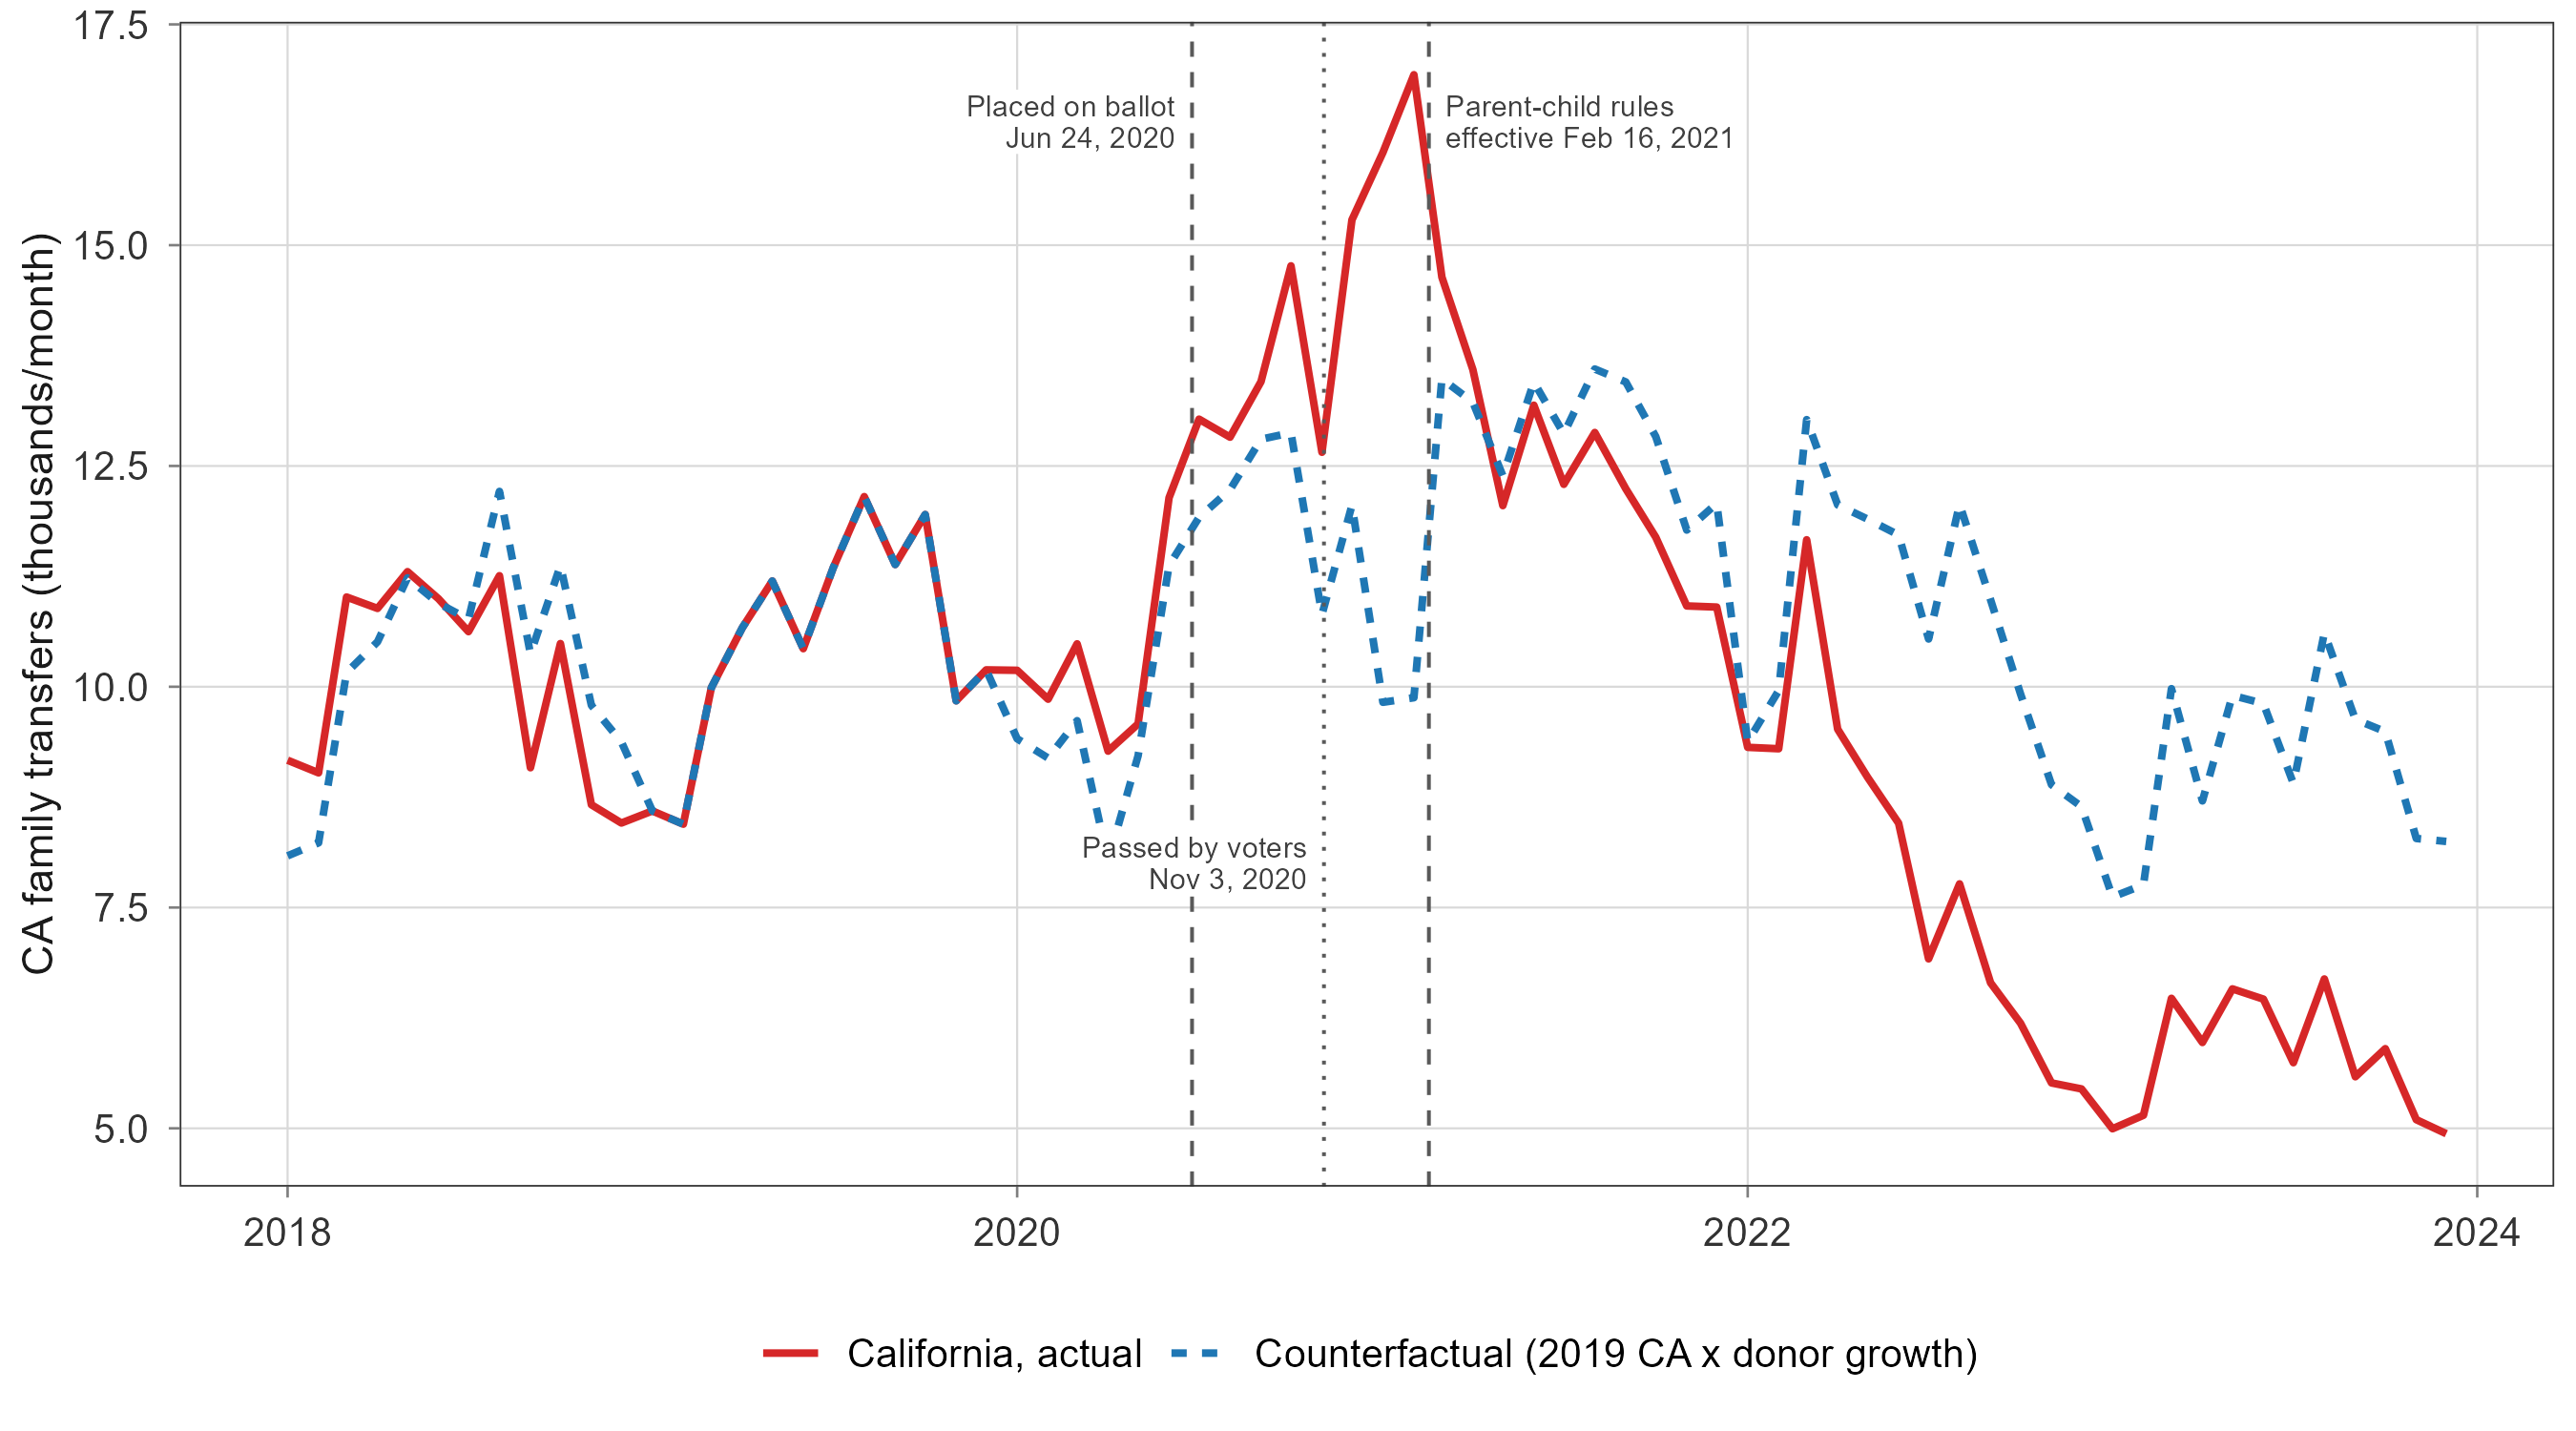 CA family transfers (thousands/month)
17.5
15.0
12.5
10.0
7.5
5.0
Placed on ballot
Jun 24, 2020
Parent-child rules
effective Feb 16, 2021
Passed by voters
Nov 3, 2020
2018
2020
2022
2024
California, actual
Counterfactual (2019 CA x donor growth)